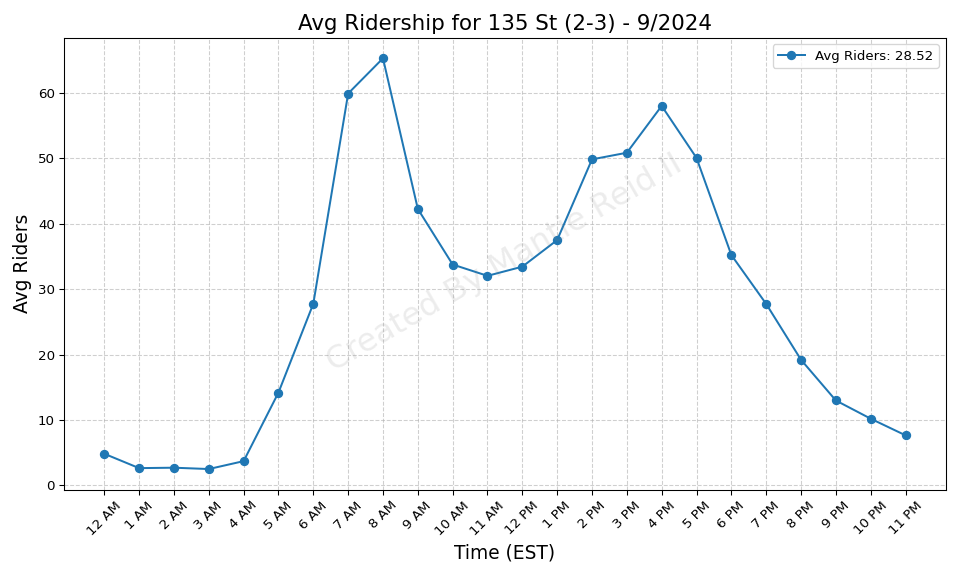 Avg Ridership for 135 St (2-3) - 9/2024
Avg Riders: 28.52
Avg Riders
60
50
40
30
20
10
0
Created By Mantie Reid II
12 AM
1 AM
2 AM
3 AM
4 AM
5 AM
6 AM
7 AM
8 AM
9 AM
10 AM
11 AM
12 PM
1 PM
2 PM
3 PM
4 PM
5 PM
6 PM
7 PM
8 PM
9 PM
10 PM
11 PM
Time (EST)